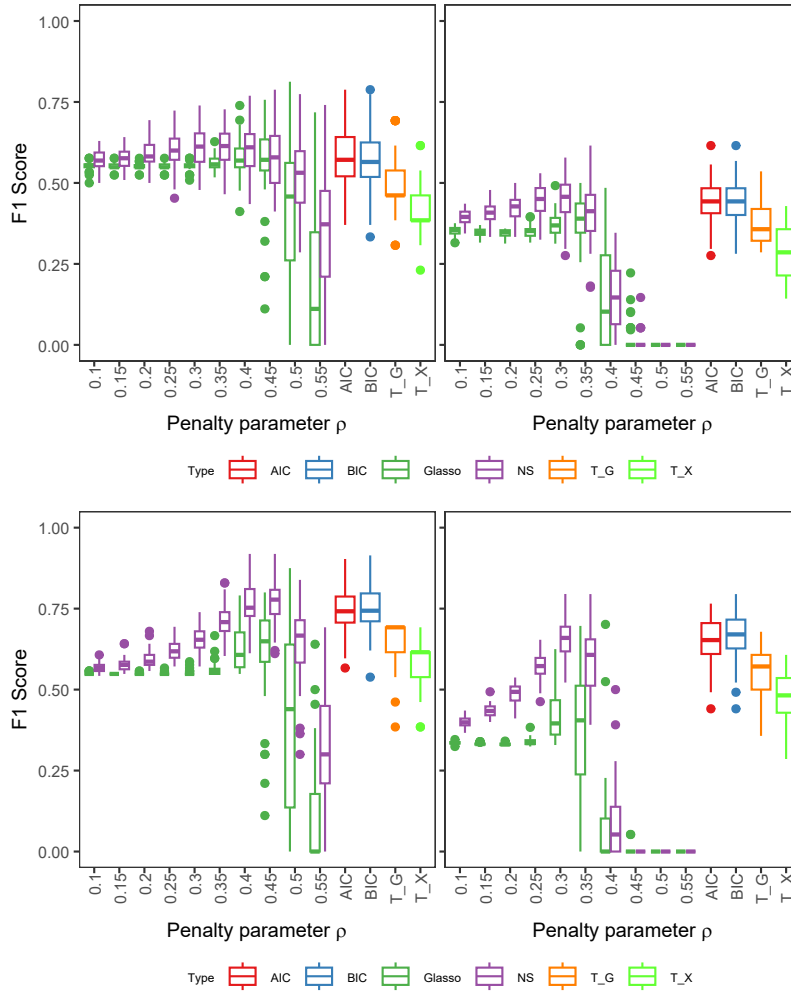 1.00
0.75
0.50
0.25
0.00
F1 Score
0.1 0.15 0.2 0.25 0.3 0.35 0.4 0.45 0.5 0.55 AIC BIC T_G T_X
0.1 0.15 0.2 0.25 0.3 0.35 0.4 0.45 0.5 0.55 AIC BIC T_G T_X
Penalty parameter ρ
Penalty parameter ρ
Type AIC BIC Glasso NS T_G T_X
1.00
0.75
0.50
0.25
0.00
F1 Score
0.1 0.15 0.2 0.25 0.3 0.35 0.4 0.45 0.5 0.55 AIC BIC T_G T_X
0.1 0.15 0.2 0.25 0.3 0.35 0.4 0.45 0.5 0.55 AIC BIC T_G T_X
Penalty parameter ρ
Penalty parameter ρ
Type AIC BIC Glasso NS T_G T_X